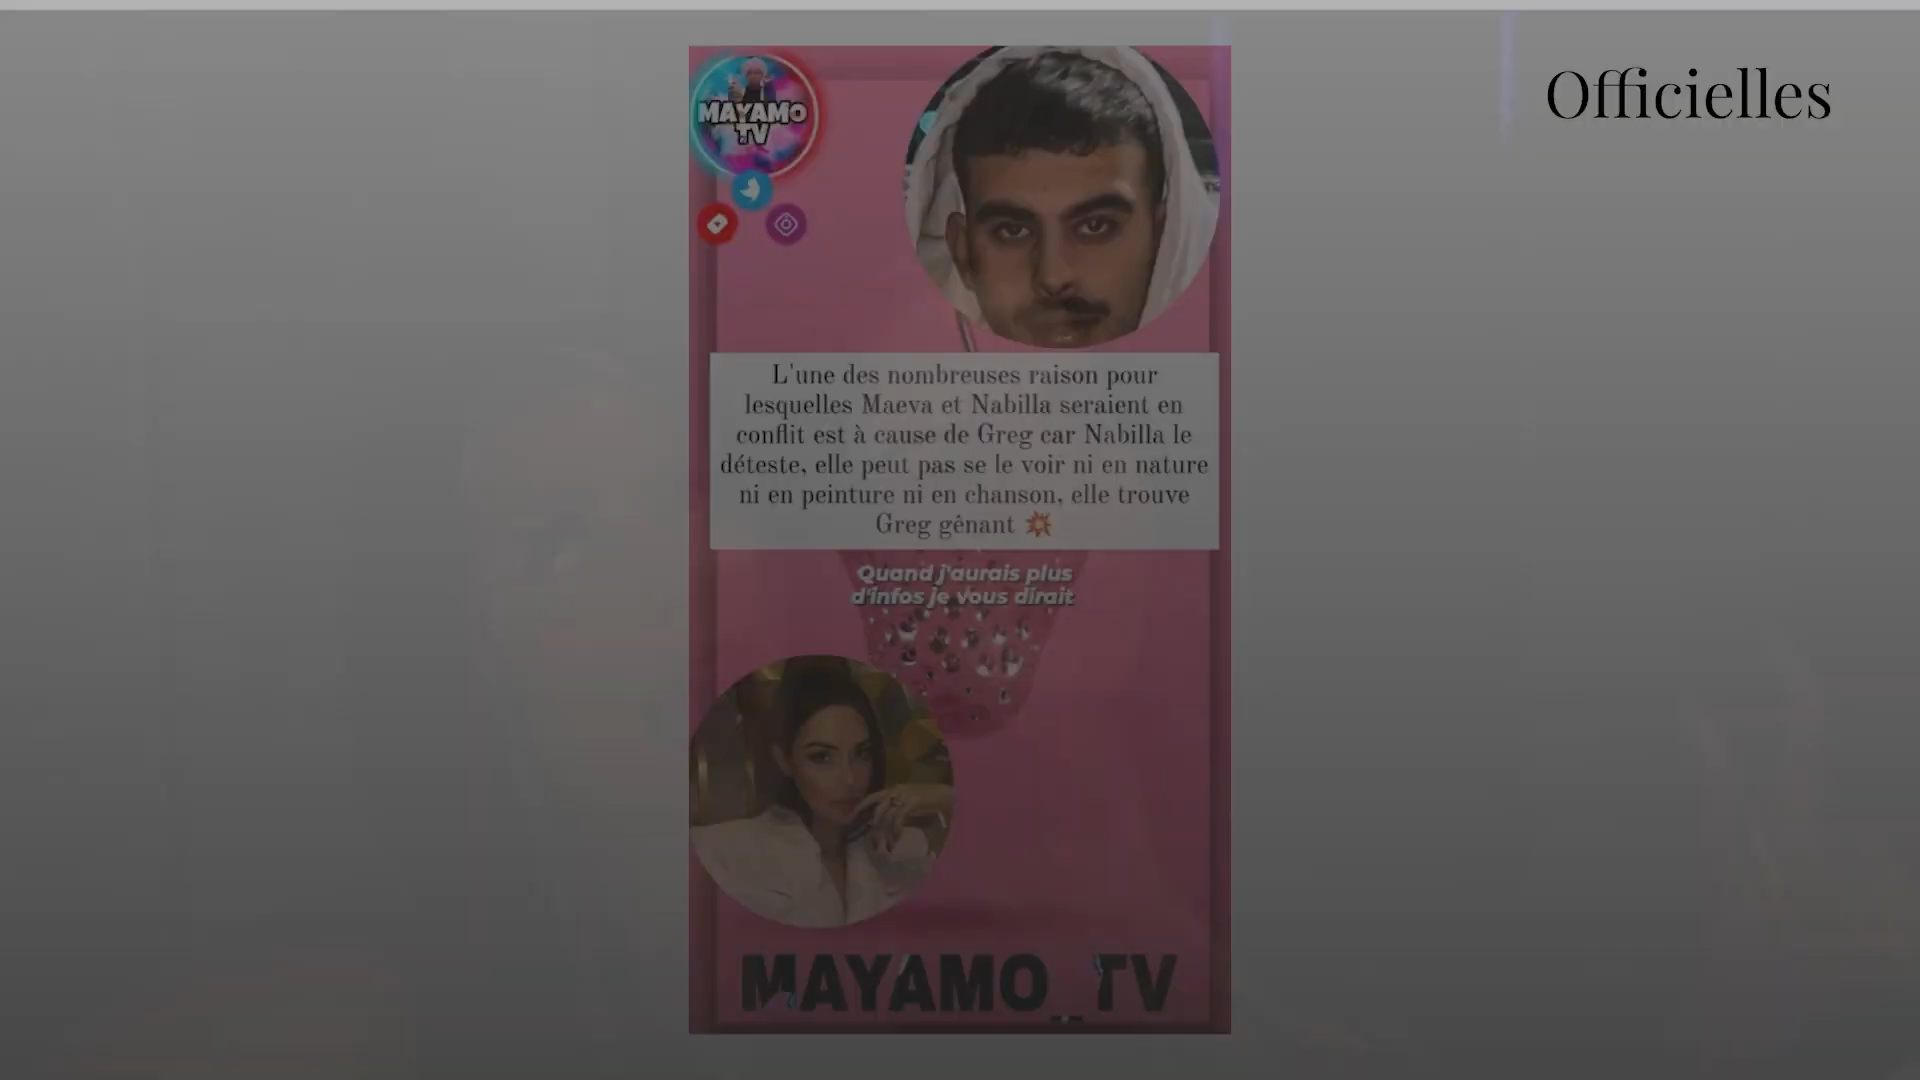 Officielles
MAYAMO
TV
L'une des nombreuses raison pour
lesquelles Maeva et Nabilla seraient en
conflit est à cause de Greg car Nabilla le
déteste, elle peut pas se le voir ni en nature
ni en peinture ni en chanson, elle trouve
Greg gênant 💥
Quand j'aurais plus
d'infos je vous dirait
MAYAMO_TV